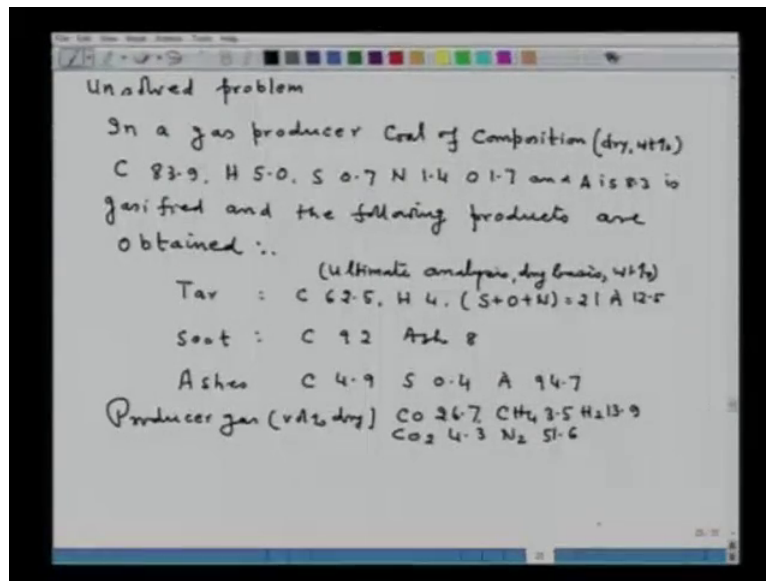 Unsolved problem
In a gas producer Coal of Composition (dry, wt%)
C 83.9, H 5.0, S 0.7 N 1.4 O 1.7 and A is 8.3 is
gasified and the following products are
obtained :.
(ultimate analysis, dry basis, wt%)
Tar : C 62.5, H 4. (S+O+N) = 21 A 12.5
Soot : C 92 Ash 8
Ashes C 4.9 S 0.4 A 94.7
Producer gas (vol% dry) CO 26.7, CH4 3.5 H2 13.9
CO2 4.3 N2 51.6